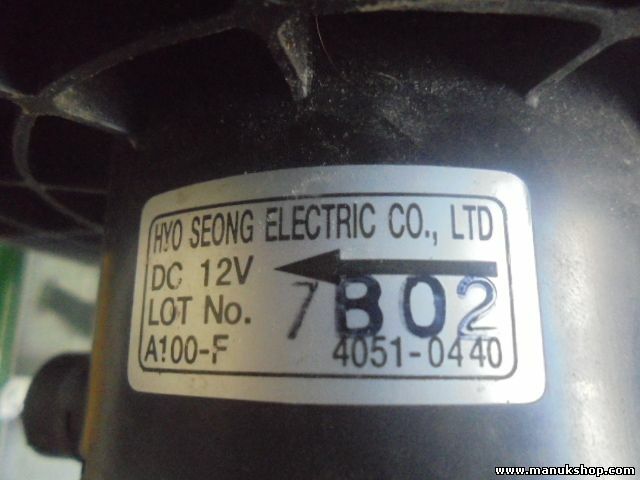 HYO SEONG ELECTRIC CO., LTD
DC 12V
LOT No. 7B02
A100-F 4051-0440
www.manukshop.com